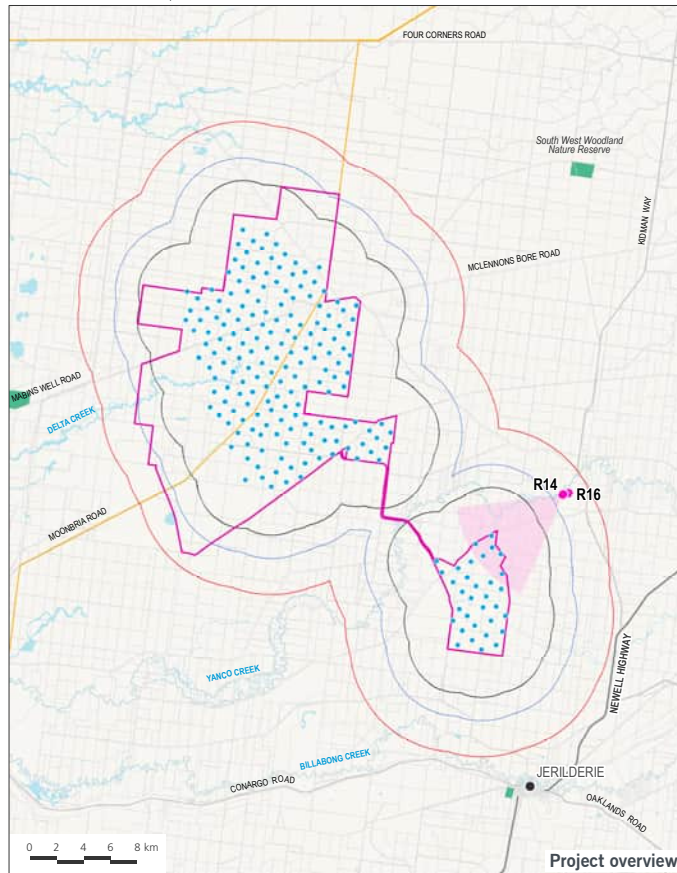 FOUR CORNERS ROAD
South West Woodland
Nature Reserve
KIDMAN WAY
MCLENNONS BORE ROAD
MABINS WELL ROAD
DELTA CREEK
R14
R16
MOONBRIA ROAD
YANCO CREEK
NEWELL HIGHWAY
BILLABONG CREEK
JERILDERIE
CONARGO ROAD
OAKLANDS ROAD
0 2 4 6 8 km
Project overview